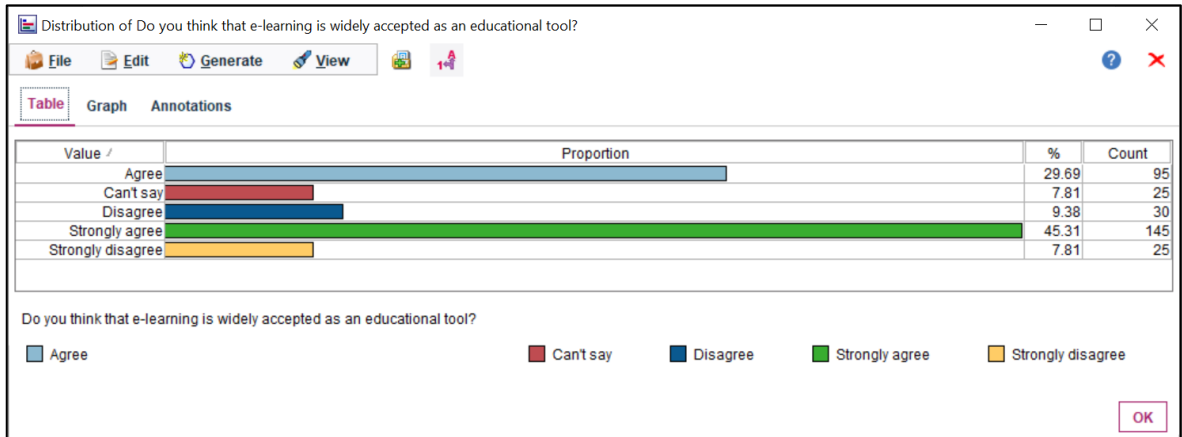 Distribution of Do you think that e-learning is widely accepted as an educational tool?
File Edit Generate View
Table Graph Annotations
Value Proportion % Count
Agree 29.69 95
Can't say 7.81 25
Disagree 9.38 30
Strongly agree 45.31 145
Strongly disagree 7.81 25
Do you think that e-learning is widely accepted as an educational tool?
Agree Can't say Disagree Strongly agree Strongly disagree
OK